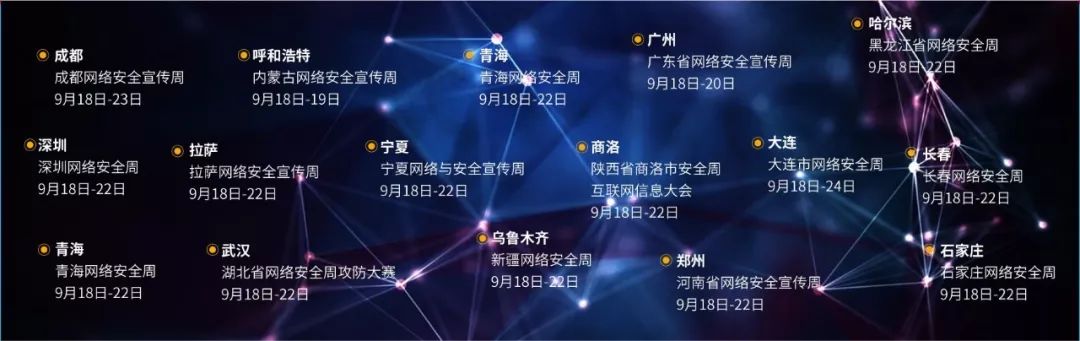 成都
成都网络安全宣传周
9月18日-23日
呼和浩特
内蒙古网络安全宣传周
9月18日-19日
青海
青海网络安全周
9月18日-22日
广州
广东省网络安全宣传周
9月18日-20日
哈尔滨
黑龙江省网络安全周
9月18日-22日
深圳
深圳网络安全周
9月18日-22日
拉萨
拉萨网络安全宣传周
9月18日-22日
宁夏
宁夏网络与安全宣传周
9月18日-22日
商洛
陕西省商洛市安全周
互联网信息大会
9月18日-22日
大连
大连市网络安全周
9月18日-24日
长春
长春网络安全周
9月18日-22日
青海
青海网络安全周
9月18日-22日
武汉
湖北省网络安全周攻防大赛
9月18日-22日
乌鲁木齐
新疆网络安全周
9月18日-22日
郑州
河南省网络安全宣传周
9月18日-22日
石家庄
石家庄网络安全周
9月18日-22日